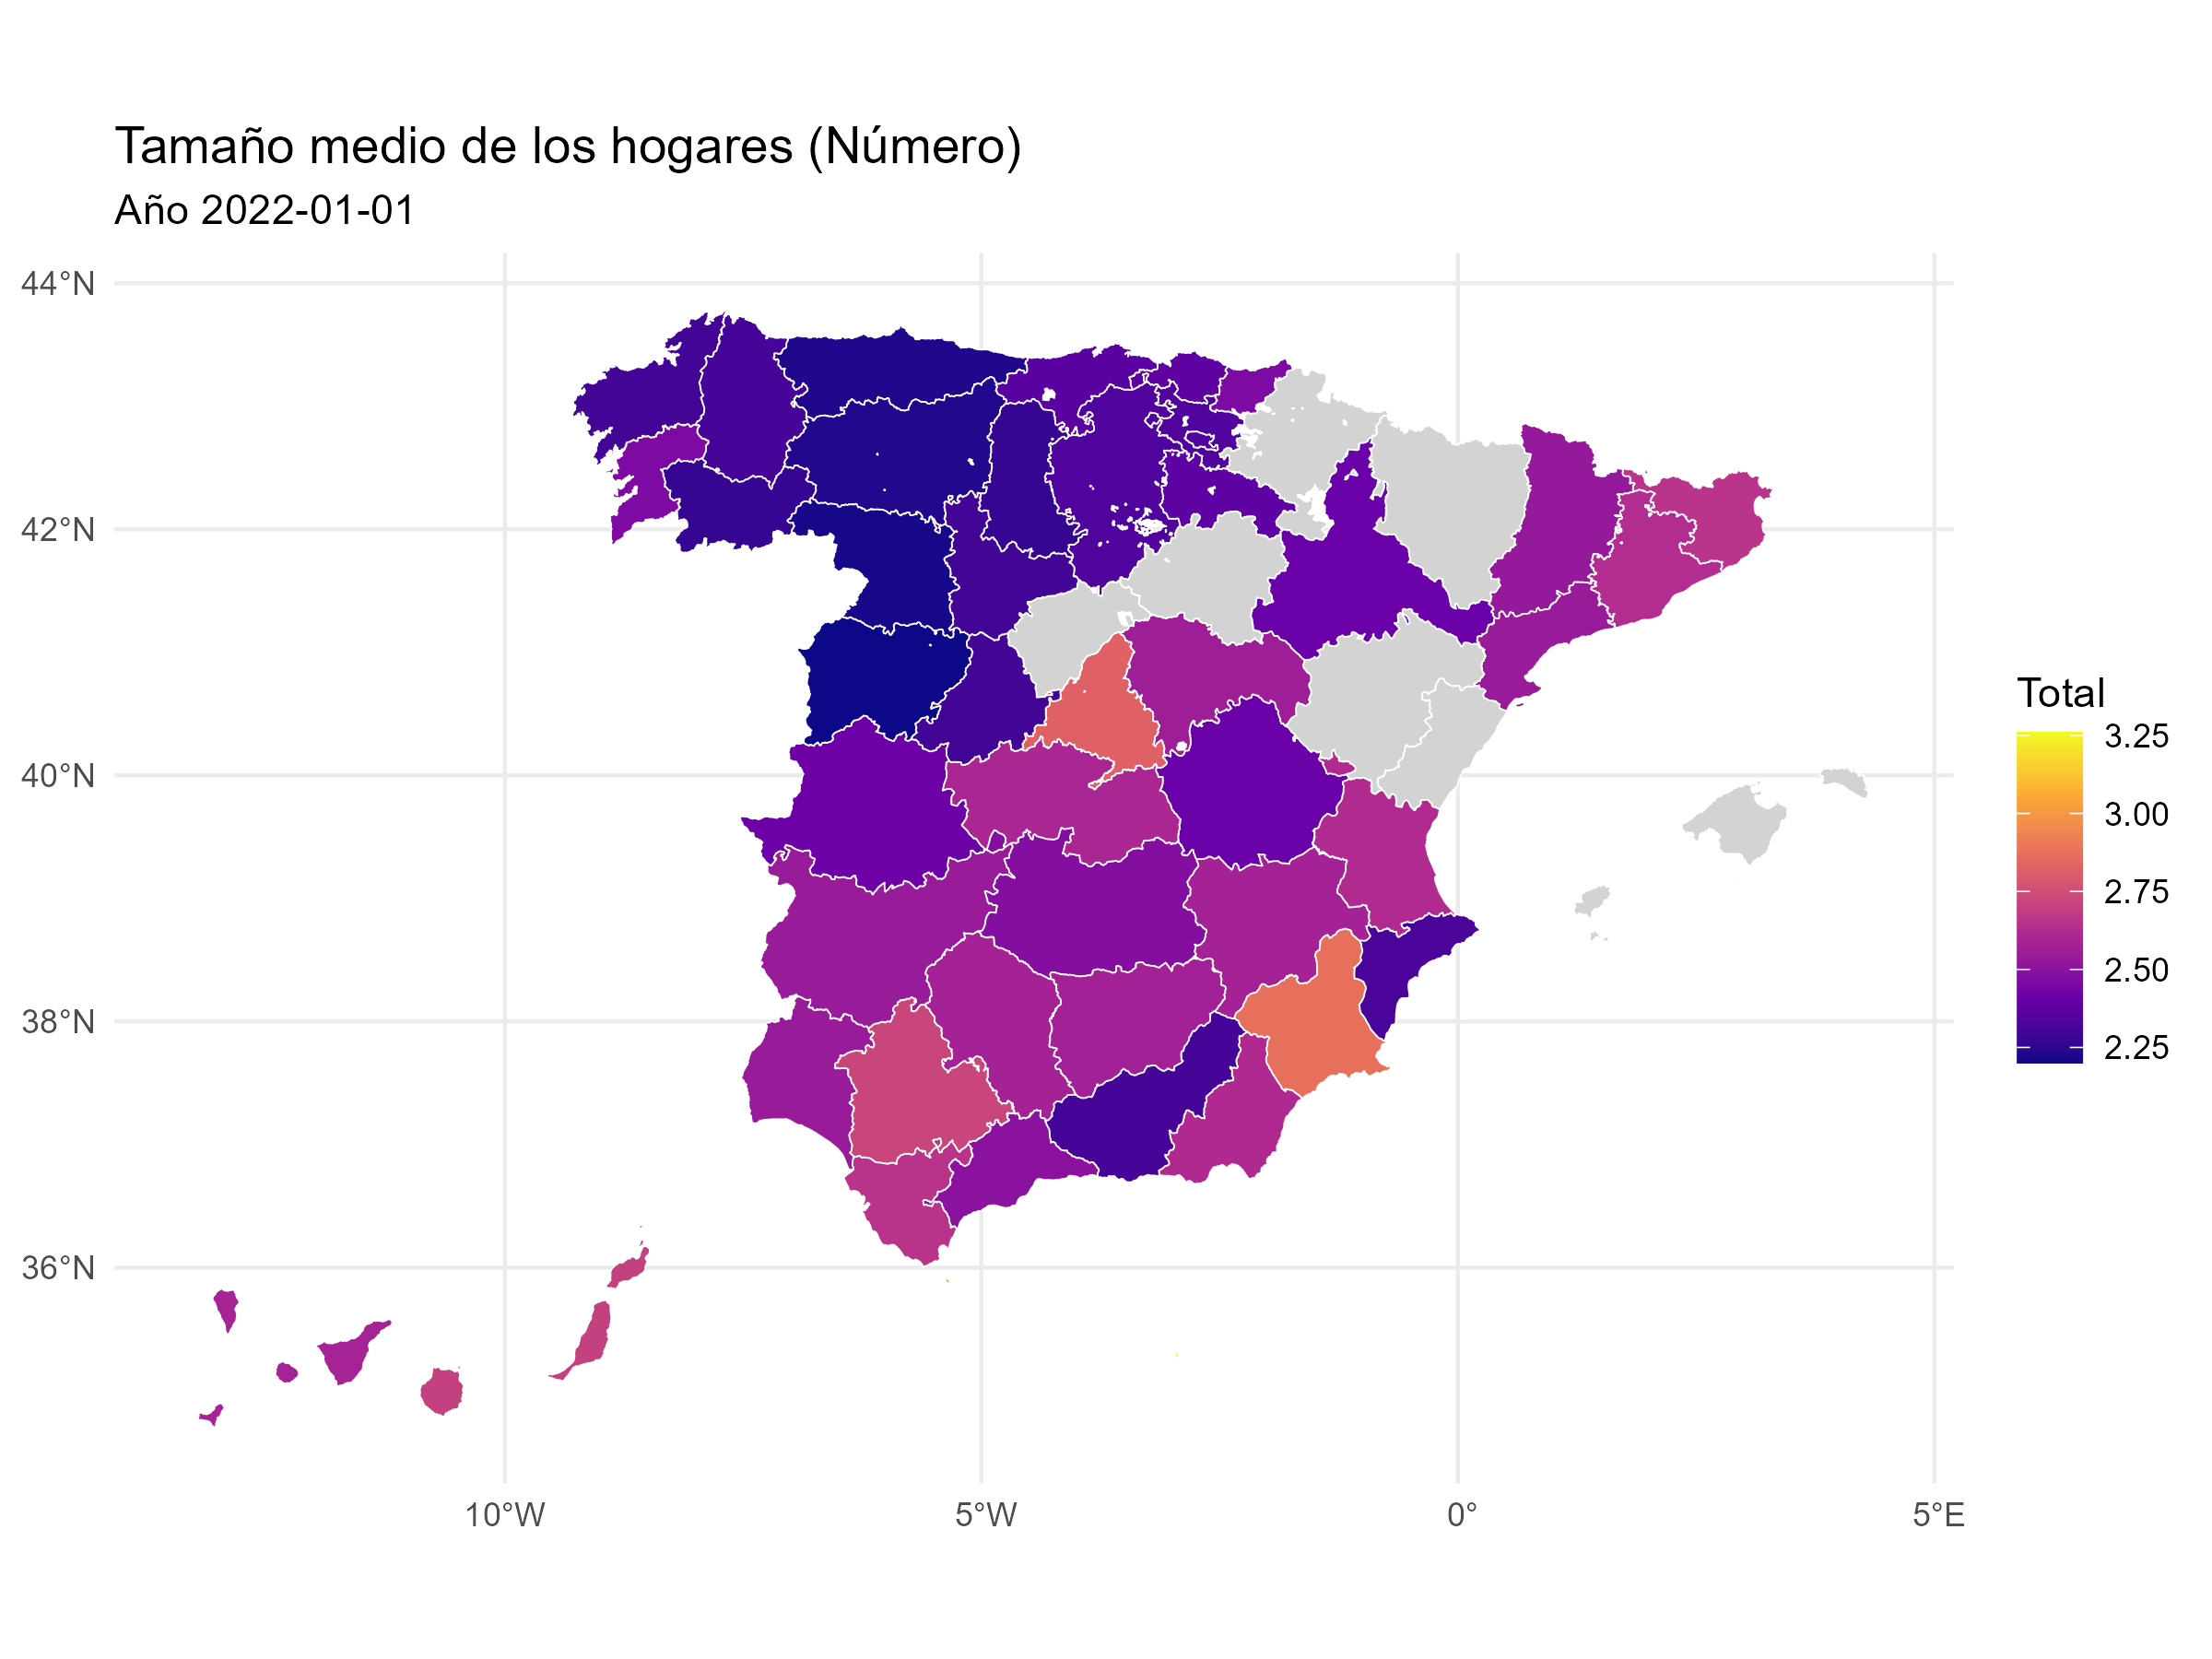 Tamaño medio de los hogares (Número)
Año 2022-01-01
44°N
42°N
40°N
38°N
36°N
10°W
5°W
0°
5°E
Total
3.25
3.00
2.75
2.50
2.25